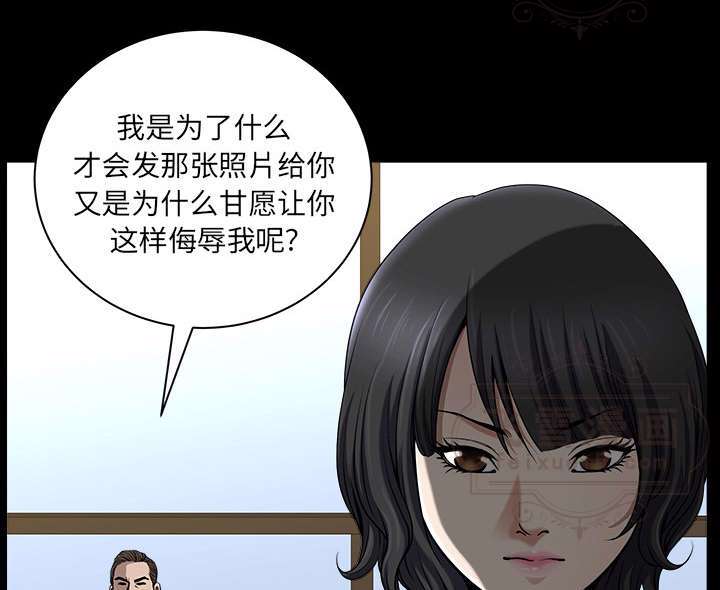 我是为了什么
才会发那张照片给你
又是为什么甘愿让你
这样侮辱我呢?